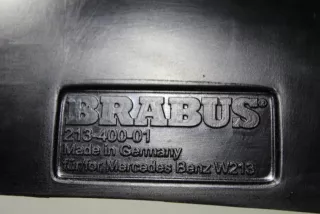 BRABUS®
213-400-01
Made in Germany
für/for Mercedes Benz W213